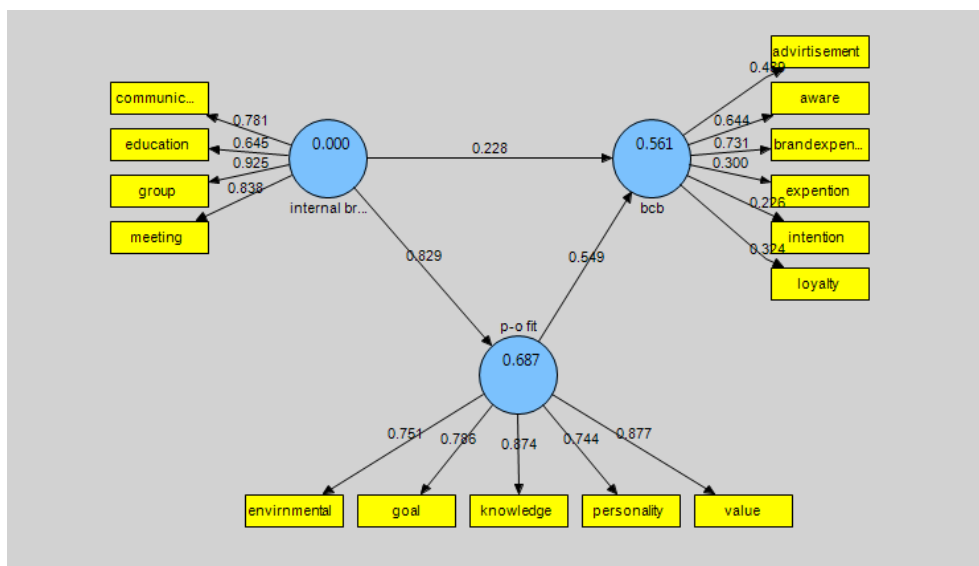 advirtisement
0.489
communic...
aware
0.781
0.644
education
0.000
0.561
brandexpen...
0.645
0.228
0.731
0.925
0.300
group
expention
0.838
internal br...
bcb
0.226
meeting
intention
0.829
0.549
0.324
loyalty
p-o fit
0.687
0.751
0.786
0.874
0.744
0.877
envirnmental
goal
knowledge
personality
value